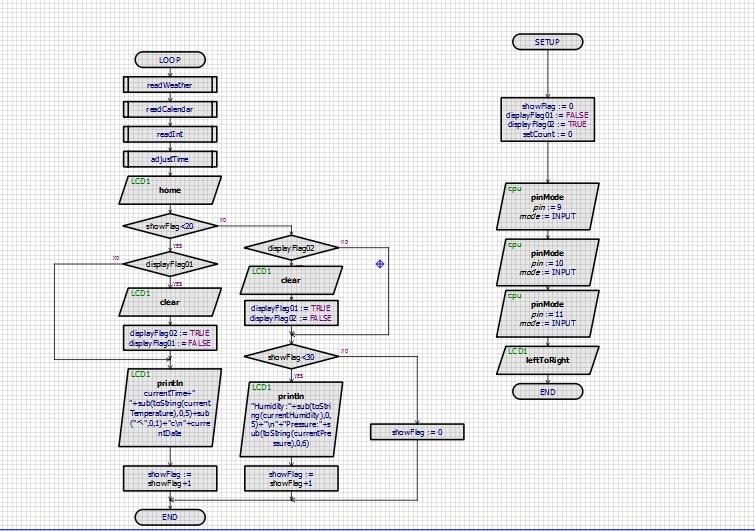 LOOP
readWeather
readCalendar
readInt
adjustTime
LCD1
home
showFlag<20
NO
YES
displayFlag01
NO
YES
LCD1
clear
displayFlag02 := TRUE
displayFlag01 := FALSE
LCD1
println
currentTime+"
"+sub(toString(current
Temperature),0,5)+sub
,0,1)+"c\n"+curre
ntDate
showFlag :=
showFlag+1
END
displayFlag02
NO
LCD1
clear
displayFlag01 := TRUE
displayFlag02 := FALSE
showFlag<30
NO
YES
LCD1
println
"Humidity:"+sub(toStri
ng(currentHumidity),0,
5)+"\n"+"Pressure:"+s
ub(toString(currentPre
ssure),0,6)
showFlag :=
showFlag+1
showFlag := 0
SETUP
showFlag := 0
displayFlag01 := FALSE
displayFlag02 := TRUE
setCount := 0
cpu
pinMode
pin := 9
mode := INPUT
cpu
pinMode
pin := 10
mode := INPUT
cpu
pinMode
pin := 11
mode := INPUT
LCD1
leftToRight
END